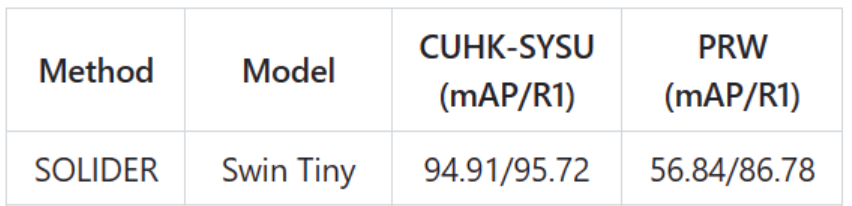 Method Model CUHK-SYSU (mAP/R1) PRW (mAP/R1)
SOLIDER Swin Tiny 94.91/95.72 56.84/86.78